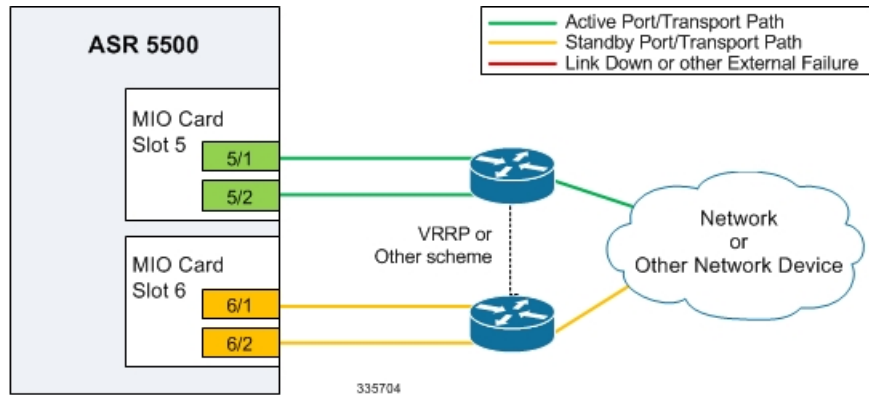 ASR 5500
Active Port/Transport Path
Standby Port/Transport Path
Link Down or other External Failure
MIO Card
Slot 5
5/1
5/2
VRRP or
Other scheme
Network
or
Other Network Device
MIO Card
Slot 6
6/1
6/2
335704